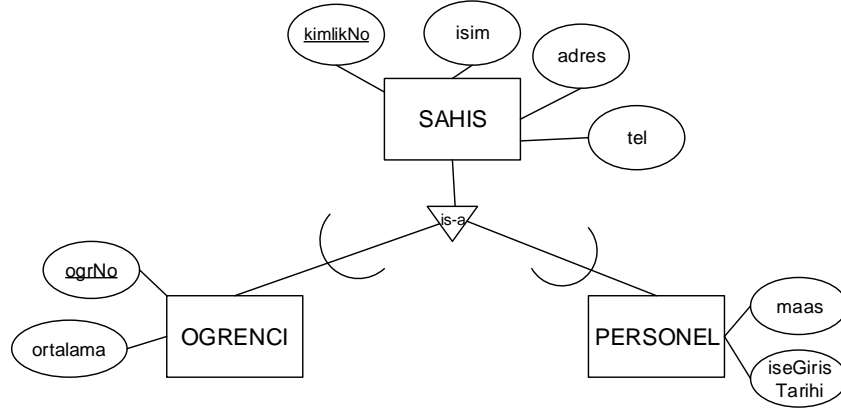 kimlikNo
isim
adres
SAHIS
tel
is-a
ogrNo
OGRENCI
ortalama
PERSONEL
maas
iseGiris
Tarihi